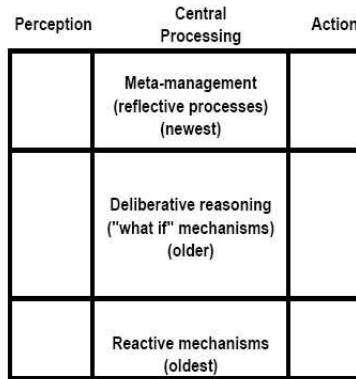 Perception
Central
Processing
Action
Meta-management
(reflective processes)
(newest)
Deliberative reasoning
("what if" mechanisms)
(older)
Reactive mechanisms
(oldest)